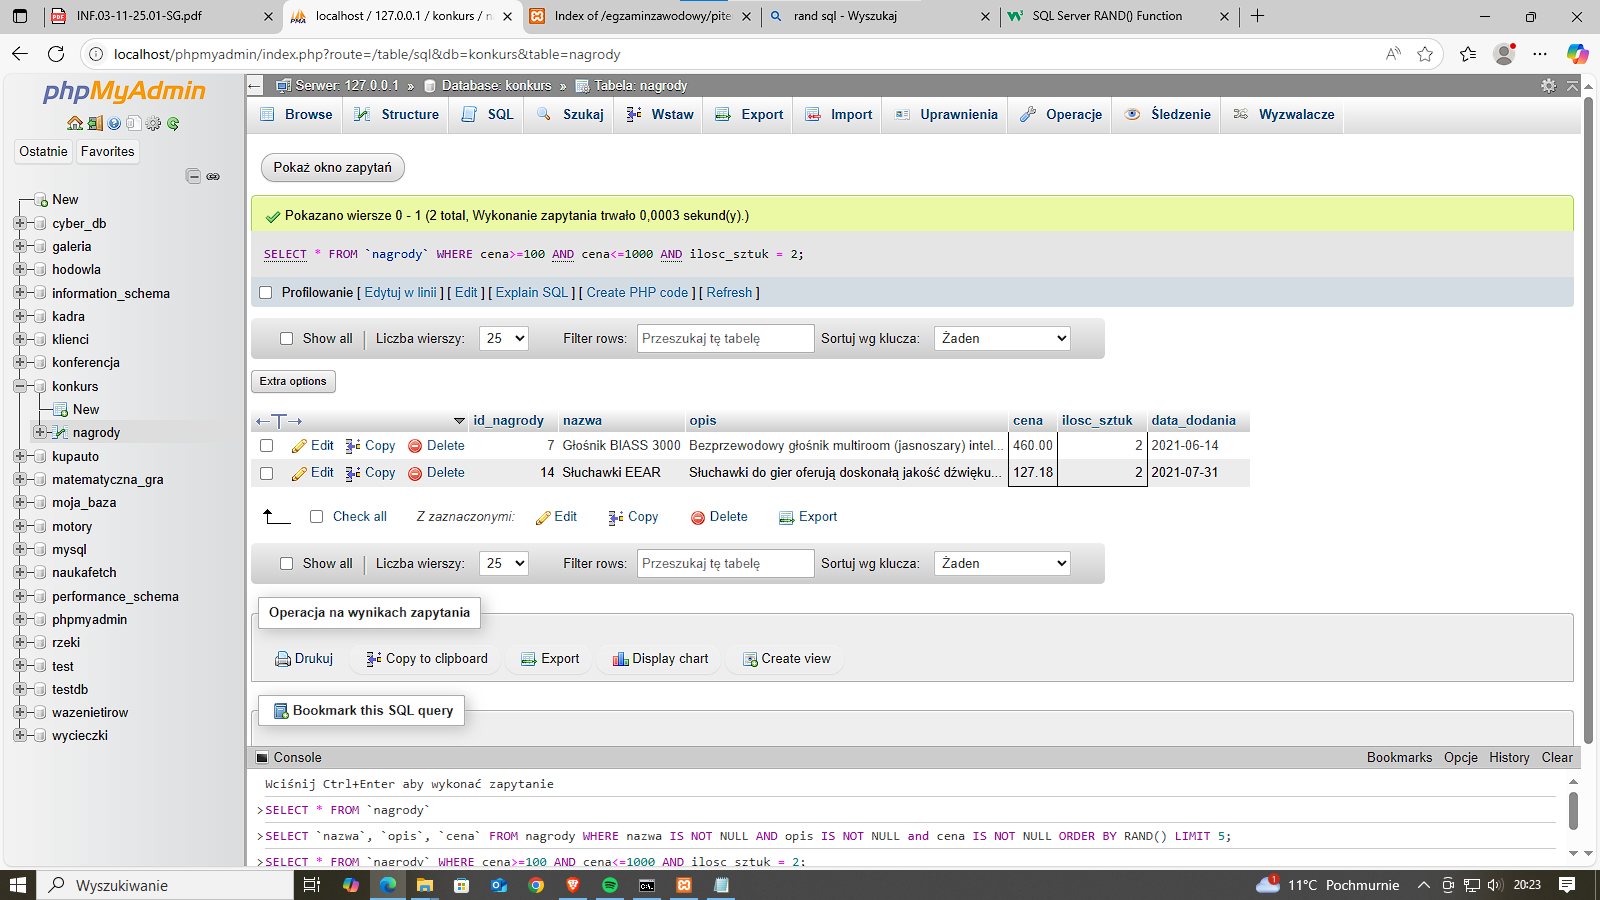 INF.03-11-25.01-SG.pdf
localhost / 127.0.0.1 / konkurs / n
Index of /egzaminzawodowy/pite
rand sql - Wyszukaj
SQL Server RAND() Function
localhost/phpmyadmin/index.php?route=/table/sql&db=konkurs&table=nagrody
phpMyAdmin
Ostatnie
Favorites
New
cyber_db
galeria
hodowla
information_schema
kadra
klienci
konferencja
konkurs
New
nagrody
kupauto
matematyczna_gra
moja_baza
motory
mysql
naukafetch
performance_schema
phpmyadmin
rzeki
test
testdb
wazenietirow
wycieczki
Serwer: 127.0.0.1 » Database: konkurs » Tabela: nagrody
Browse Structure SQL Szukaj Wstaw Export Import Uprawnienia Operacje Śledzenie Wyzwalacze
Pokaż okno zapytań
Pokazano wiersze 0 - 1 (2 total, Wykonanie zapytania trwało 0,0003 sekund(y).)
SELECT * FROM `nagrody` WHERE cena>=100 AND cena<=1000 AND ilosc_sztuk = 2;
Profilowanie [ Edytuj w linii ] [ Edit ] [ Explain SQL ] [ Create PHP code ] [ Refresh ]
Show all Liczba wierszy: 25 Filter rows: Przeszukaj tę tabelę Sortuj wg klucza: Żaden
Extra options
id_nagrody nazwa opis cena ilosc_sztuk data_dodania
Edit Copy Delete 7 Głośnik BIASS 3000 Bezprzewodowy głośnik multiroom (jasnoszary) intel... 460.00 2 2021-06-14
Edit Copy Delete 14 Słuchawki EEAR Słuchawki do gier oferują doskonałą jakość dźwięku... 127.18 2 2021-07-31
Check all Z zaznaczonymi: Edit Copy Delete Export
Show all Liczba wierszy: 25 Filter rows: Przeszukaj tę tabelę Sortuj wg klucza: Żaden
Operacja na wynikach zapytania
Drukuj Copy to clipboard Export Display chart Create view
Bookmark this SQL query
Console Bookmarks Opcje History Clear
Wciśnij Ctrl+Enter aby wykonać zapytanie
>SELECT * FROM `nagrody`
>SELECT `nazwa`, `opis`, `cena` FROM nagrody WHERE nazwa IS NOT NULL AND opis IS NOT NULL and cena IS NOT NULL ORDER BY RAND() LIMIT 5;
>SELECT * FROM `nagrody` WHERE cena>=100 AND cena<=1000 AND ilosc_sztuk = 2;
Wyszukiwanie
1
11°C Pochmurnie
20:23